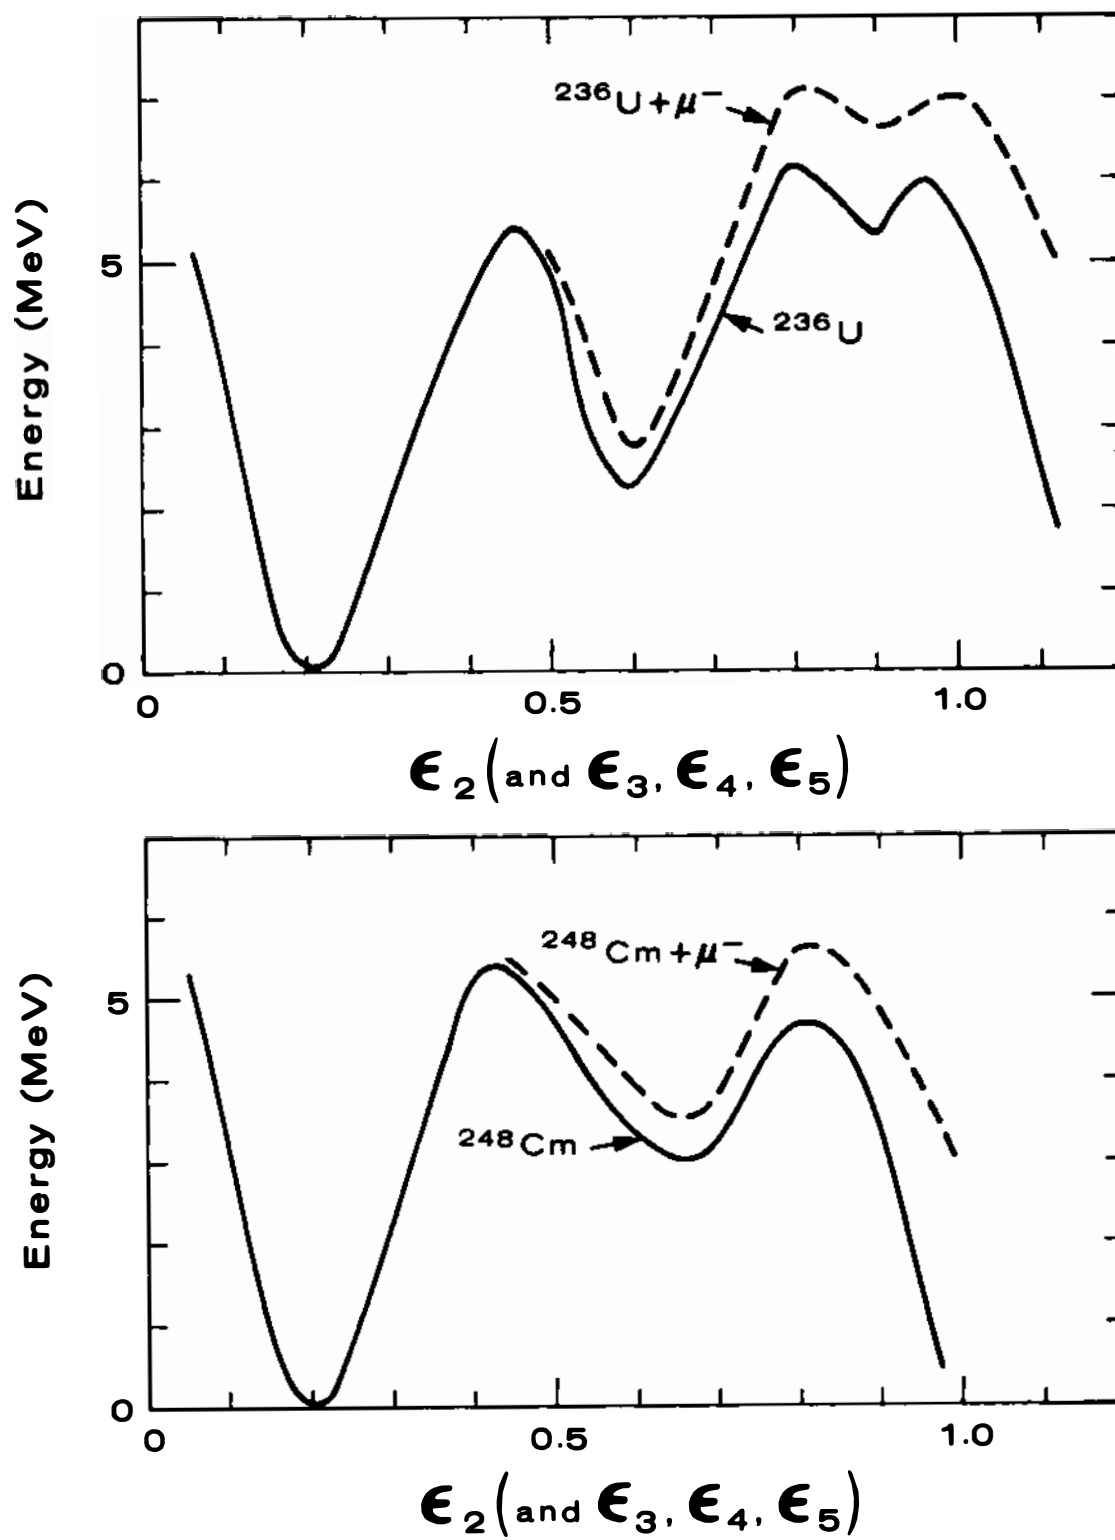 ²³⁶U+μ⁻
Energy (MeV)
5
²³⁶U
0
0 0.5 1.0
ϵ₂(and ϵ₃, ϵ₄, ϵ₅)
²⁴⁸Cm+μ⁻
Energy (MeV)
5
²⁴⁸Cm
0
0 0.5 1.0
ϵ₂(and ϵ₃, ϵ₄, ϵ₅)